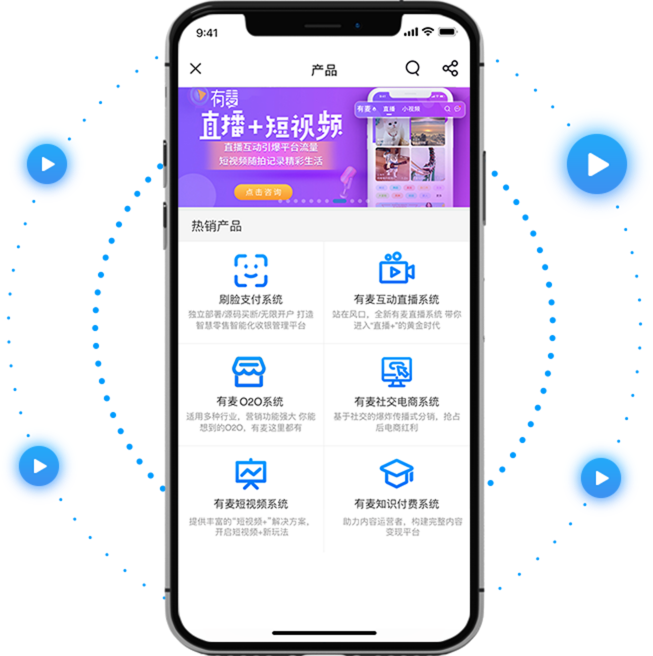 9:41
产品
有麦
直播+短视频
直播互动引爆平台流量
短视频随拍记录精彩生活
点击咨询
有麦
直播
小视频
热销产品
刷脸支付系统
独立部署/源码买断/无限开户 打造
智慧零售智能化收银管理平台
有麦互动直播系统
站在风口，全新有麦直播系统 带你
进入“直播+”的黄金时代
有麦O2O系统
适用多种行业，营销功能强大 你能
想到的O2O，有麦这里都有
有麦社交电商系统
基于社交的爆炸传播式分销，抢占
后电商红利
有麦短视频系统
提供丰富的“短视频+”解决方案，
开启短视频+新玩法
有麦知识付费系统
助力内容运营者，构建完整内容
变现平台